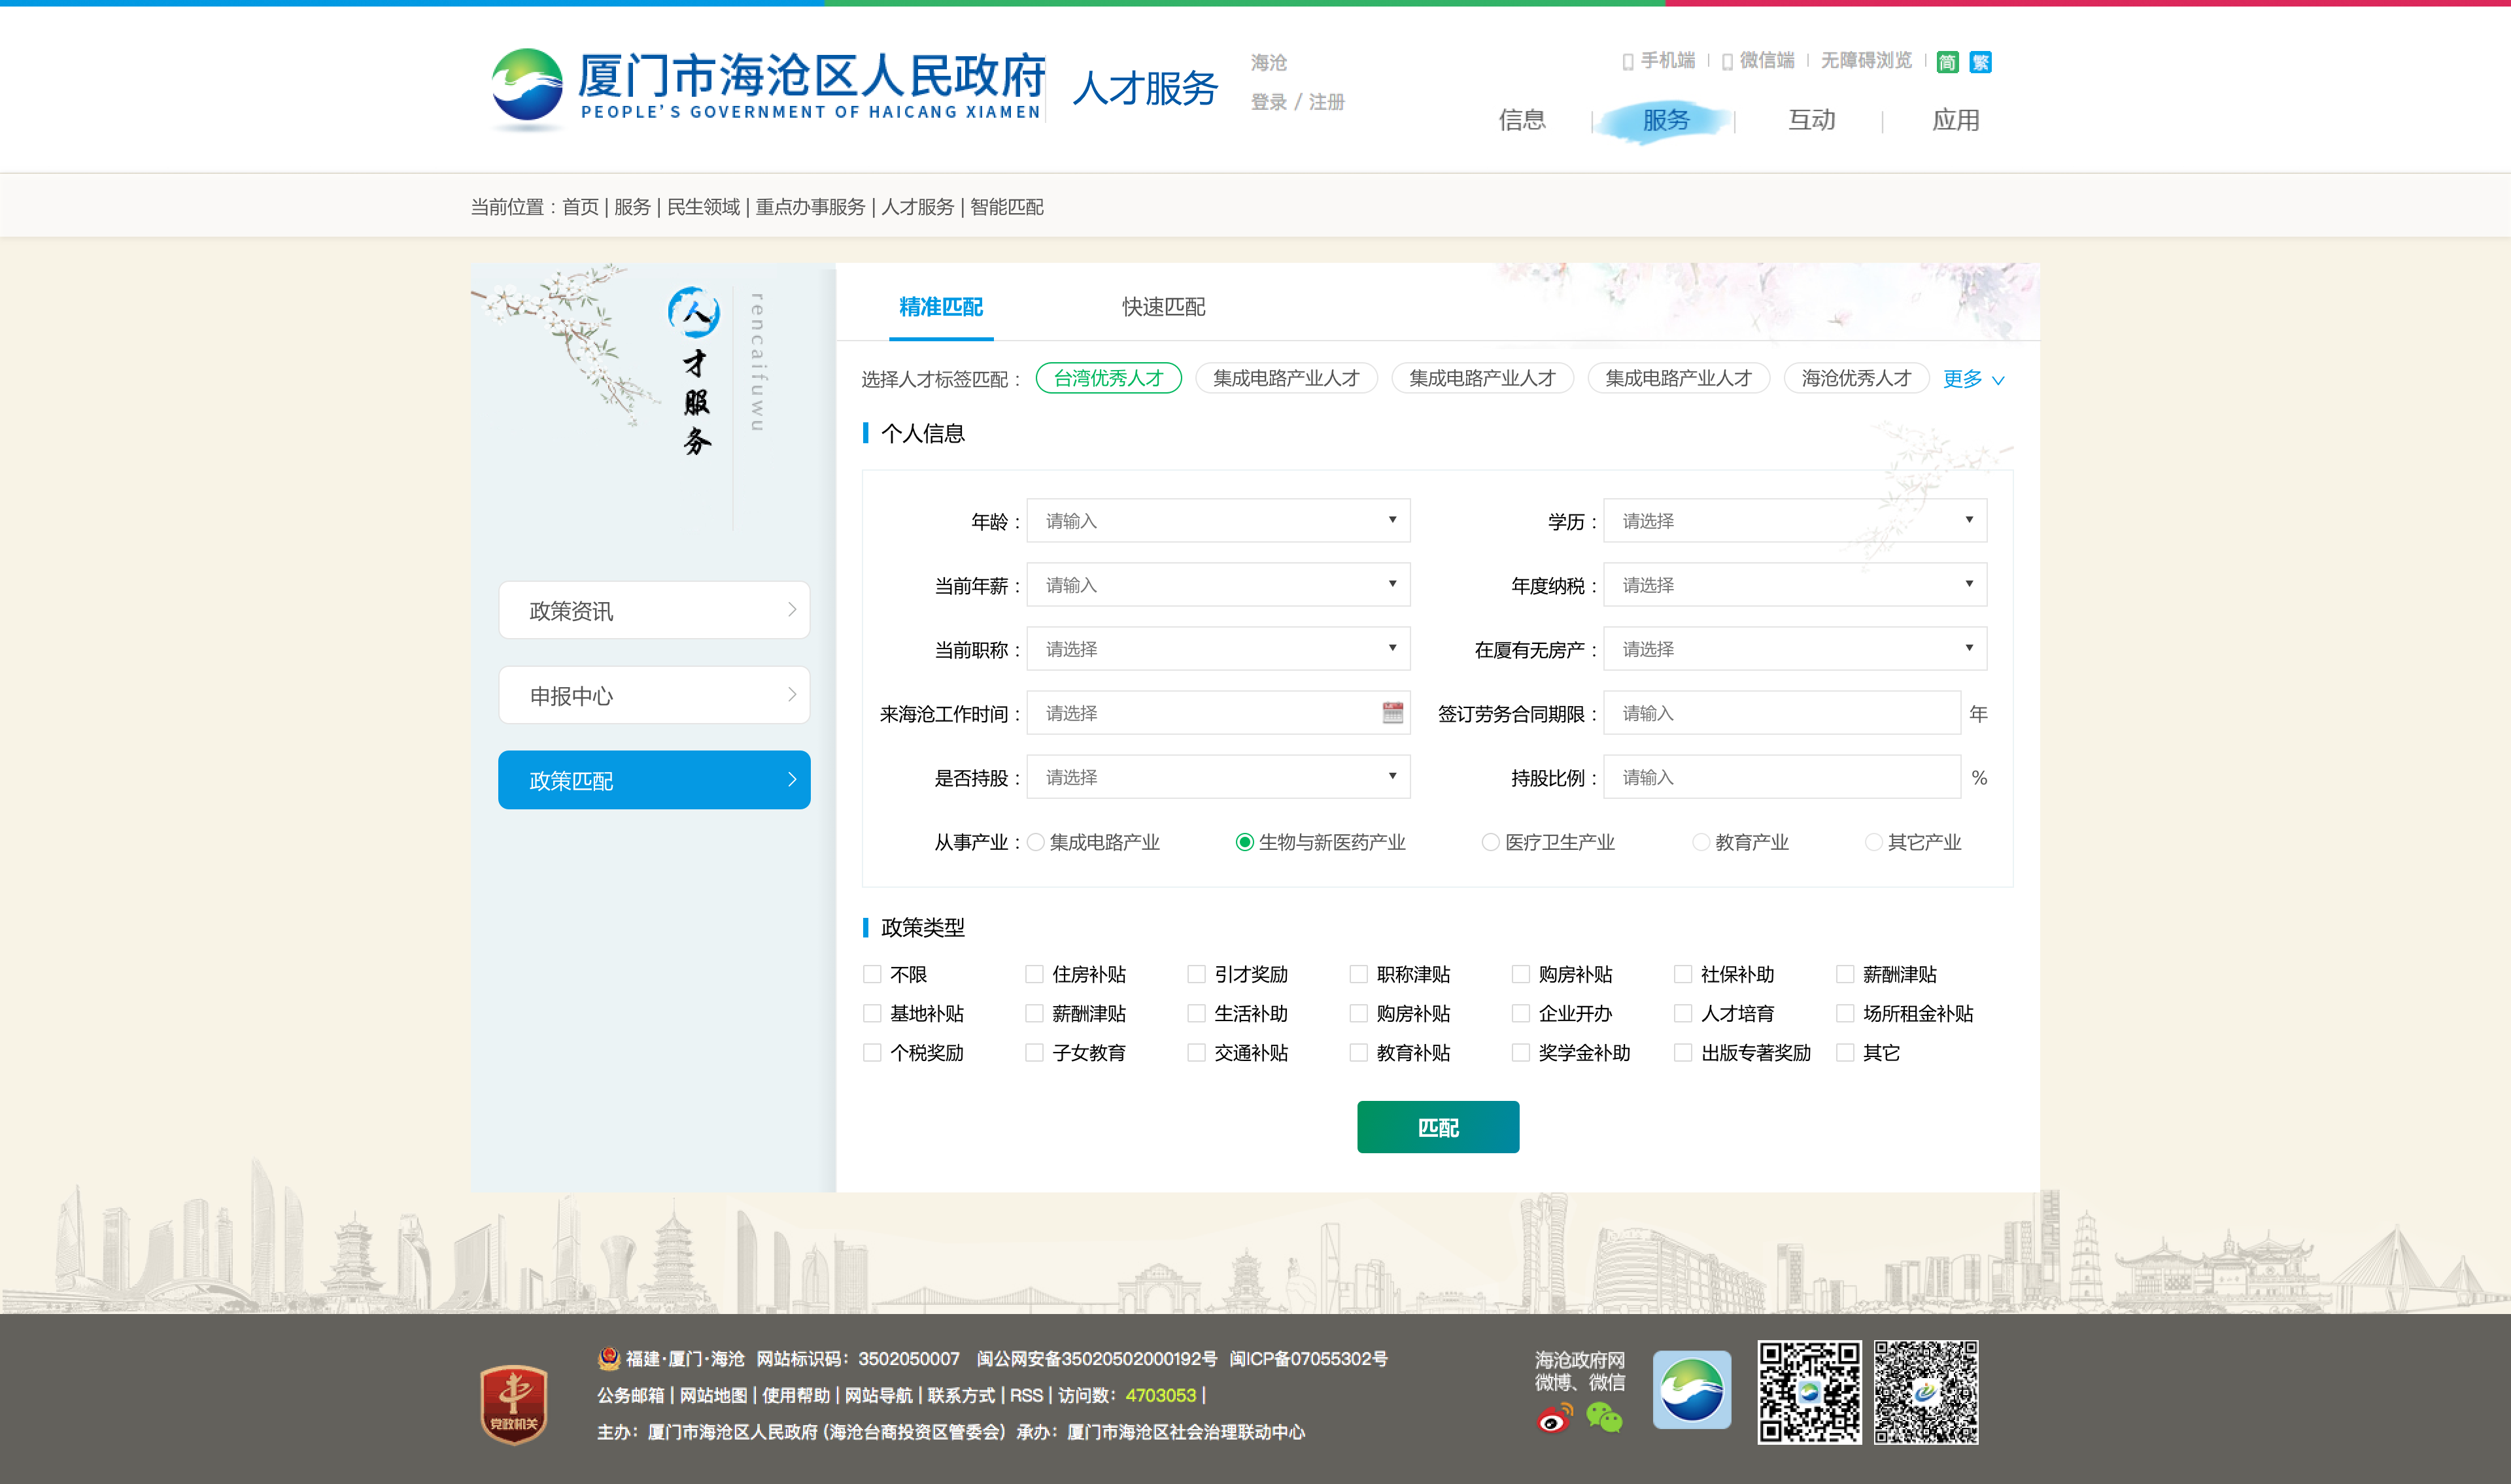 厦门市海沧区人民政府
PEOPLE'S GOVERNMENT OF HAICANG XIAMEN
人才服务
海沧
登录 / 注册
手机端 | 微信端 | 无障碍浏览 | 简 繁
信息 | 服务 | 互动 | 应用
当前位置：首页 | 服务 | 民生领域 | 重点办事服务 | 人才服务 | 智能匹配
人才服务
rencaifuwu
政策资讯
申报中心
政策匹配
精准匹配 快速匹配
选择人才标签匹配： 台湾优秀人才 集成电路产业人才 集成电路产业人才 集成电路产业人才 海沧优秀人才 更多
个人信息
年龄： 请输入 学历： 请选择
当前年薪： 请输入 年度纳税： 请选择
当前职称： 请选择 在厦有无房产： 请选择
来海沧工作时间： 请选择 签订劳务合同期限： 请输入 年
是否持股： 请选择 持股比例： 请输入 %
从事产业： 集成电路产业 生物与新医药产业 医疗卫生产业 教育产业 其它产业
政策类型
不限 住房补贴 引才奖励 职称津贴 购房补贴 社保补助 薪酬津贴
基地补贴 薪酬津贴 生活补助 购房补贴 企业开办 人才培育 场所租金补贴
个税奖励 子女教育 交通补贴 教育补贴 奖学金补助 出版专著奖励 其它
匹配
党政机关
福建·厦门·海沧 网站标识码：3502050007 闽公网安备35020502000192号 闽ICP备07055302号
公务邮箱 | 网站地图 | 使用帮助 | 网站导航 | 联系方式 | RSS | 访问数：4703053 |
主办：厦门市海沧区人民政府 (海沧台商投资区管委会) 承办：厦门市海沧区社会治理联动中心
海沧政府网
微博、微信